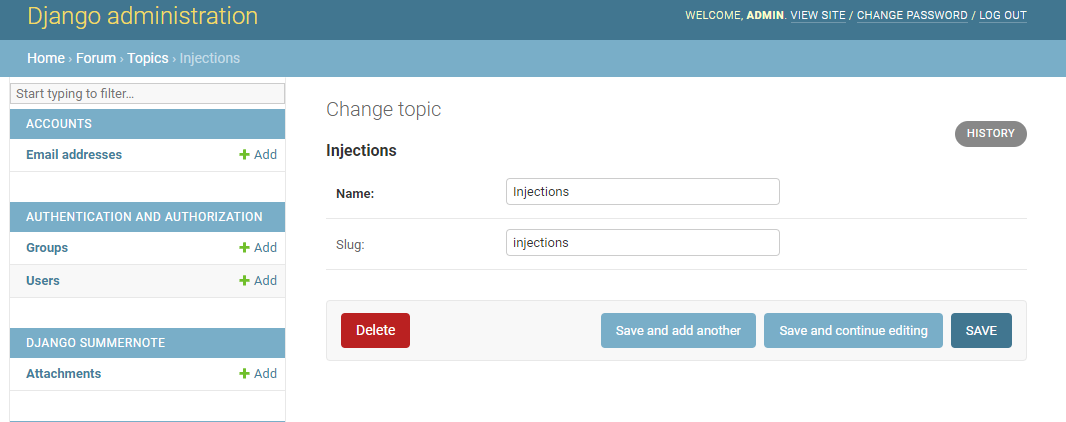 Django administration
WELCOME, ADMIN. VIEW SITE / CHANGE PASSWORD / LOG OUT
Home › Forum › Topics › Injections
Start typing to filter...
ACCOUNTS
Email addresses + Add
AUTHENTICATION AND AUTHORIZATION
Groups + Add
Users + Add
DJANGO SUMMERNOTE
Attachments + Add
Change topic
HISTORY
Injections
Name: Injections
Slug: injections
Delete Save and add another Save and continue editing SAVE